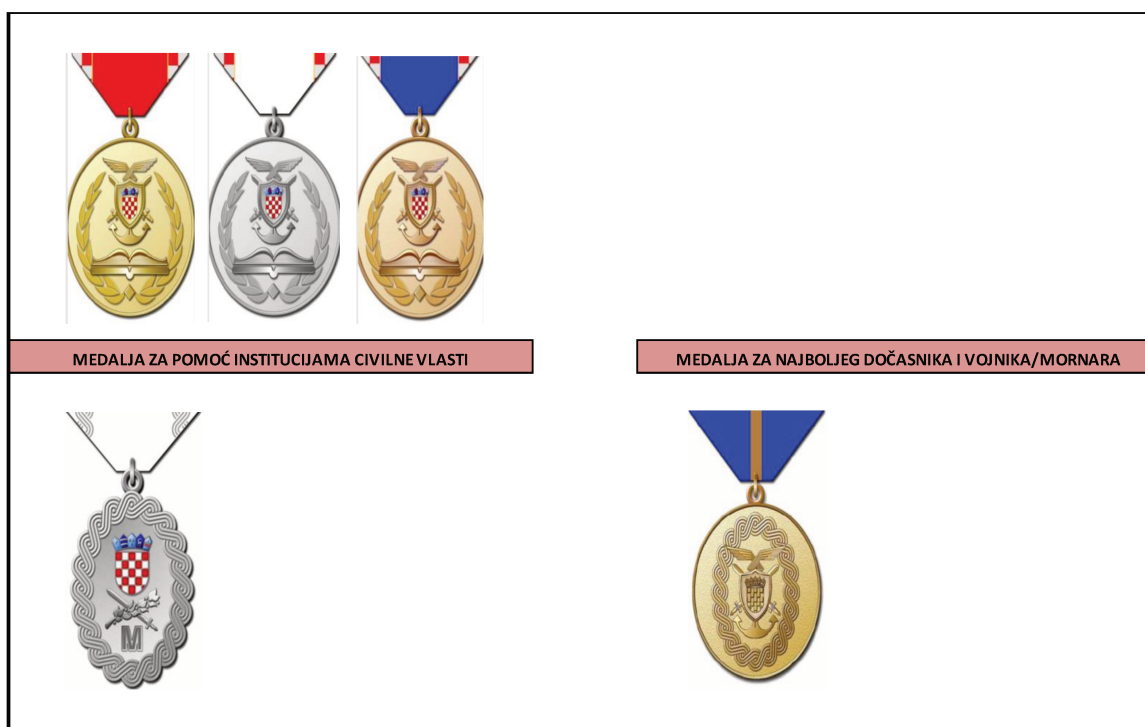 MEDALJA ZA POMOĆ INSTITUCIJAMA CIVILNE VLASTI
MEDALJA ZA NAJBOLJEG DOČASNIKA I VOJNIKA/MORNARA
M